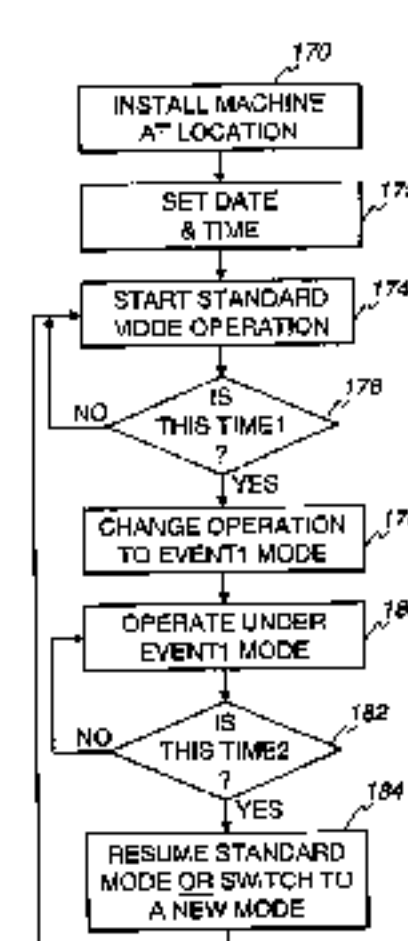 170
INSTALL MACHINE
AT LOCATION
SET DATE
& TIME
174
START STANDARD
MODE OPERATION
176
IS
THIS TIME1
?
NO
YES
CHANGE OPERATION
TO EVENT1 MODE
OPERATE UNDER
EVENT1 MODE
182
IS
THIS TIME2
?
NO
YES
184
RESUME STANDARD
MODE OR SWITCH TO
A NEW MODE